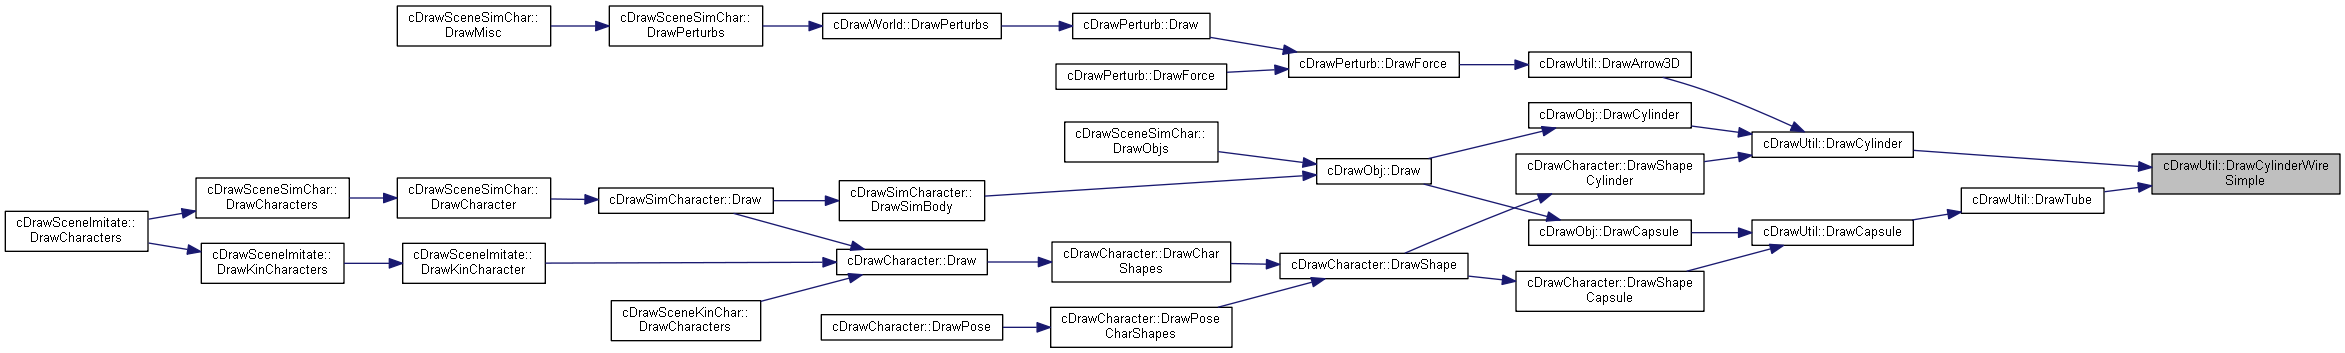 cDrawSceneSimChar::
DrawMisc
cDrawSceneSimChar::
DrawPerturbs
cDrawWorld::DrawPerturbs
cDrawPerturb::Draw
cDrawPerturb::DrawForce
cDrawPerturb::DrawForce
cDrawUtil::DrawArrow3D
cDrawObj::DrawCylinder
cDrawSceneSimChar::
DrawObjs
cDrawUtil::DrawCylinder
cDrawCharacter::DrawShape
Cylinder
cDrawObj::Draw
cDrawUtil::DrawCylinderWire
Simple
cDrawSceneImitate::
DrawCharacters
cDrawSceneSimChar::
DrawCharacters
cDrawSceneSimChar::
DrawCharacter
cDrawSimCharacter::Draw
cDrawSimCharacter::
DrawSimBody
cDrawUtil::DrawTube
cDrawObj::DrawCapsule
cDrawUtil::DrawCapsule
cDrawSceneImitate::
DrawKinCharacters
cDrawSceneImitate::
DrawKinCharacter
cDrawCharacter::Draw
cDrawCharacter::DrawChar
Shapes
cDrawCharacter::DrawShape
cDrawCharacter::DrawShape
Capsule
cDrawSceneKinChar::
DrawCharacters
cDrawCharacter::DrawPose
cDrawCharacter::DrawPose
CharShapes